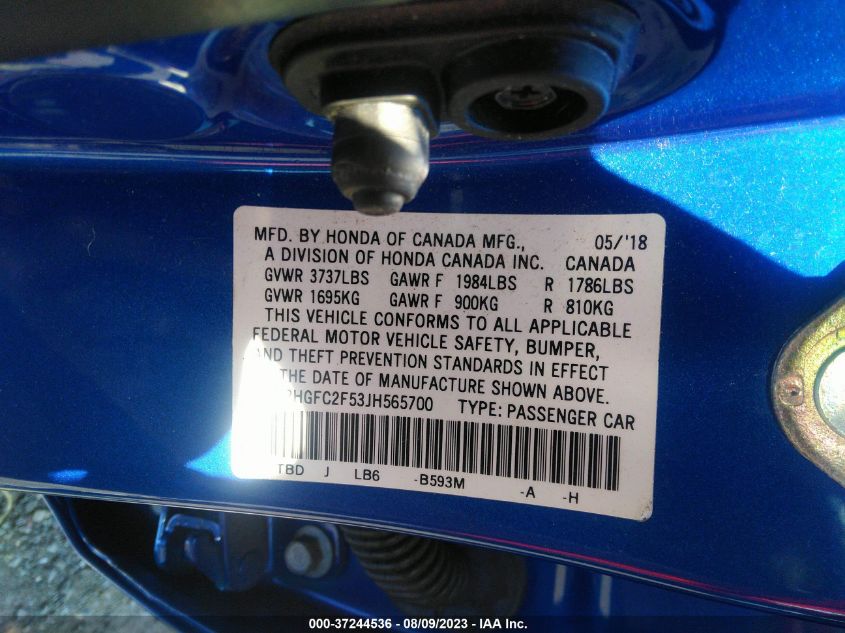 MFD. BY HONDA OF CANADA MFG., 05/'18
A DIVISION OF HONDA CANADA INC. CANADA
GVWR 3737LBS GAWR F 1984LBS R 1786LBS
GVWR 1695KG GAWR F 900KG R 810KG
THIS VEHICLE CONFORMS TO ALL APPLICABLE
FEDERAL MOTOR VEHICLE SAFETY, BUMPER,
AND THEFT PREVENTION STANDARDS IN EFFECT
THE DATE OF MANUFACTURE SHOWN ABOVE.
HGFC2F53JH565700 TYPE: PASSENGER CAR
TBD J LB6 -B593M -A -H
000-37244536 - 08/09/2023 - IAA Inc.